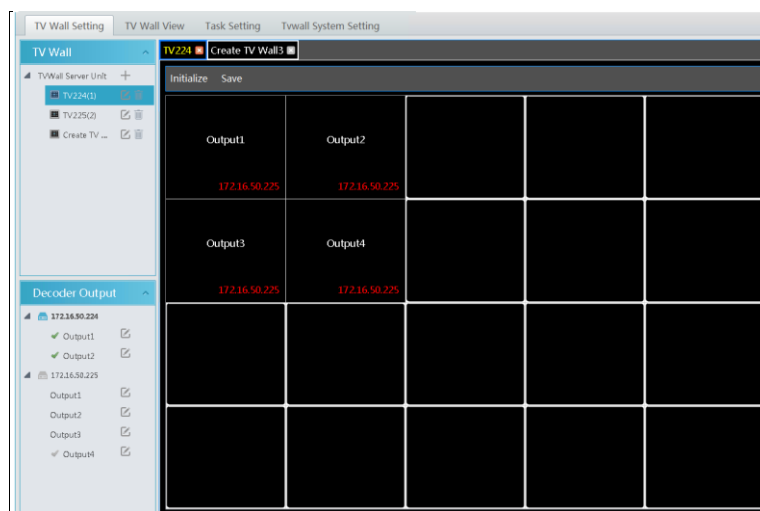 TV Wall Setting TV Wall View Task Setting Tvwall System Setting
TV Wall
TV224 Create TV Wall3
TVWall Server Unit
Initialize Save
TV224(1)
TV225(2)
Create TV ...
Output1 Output2
172.16.50.225 172.16.50.225
Output3 Output4
172.16.50.225 172.16.50.225
Decoder Output
172.16.50.224
Output1
Output2
172.16.50.225
Output1
Output2
Output3
Output4